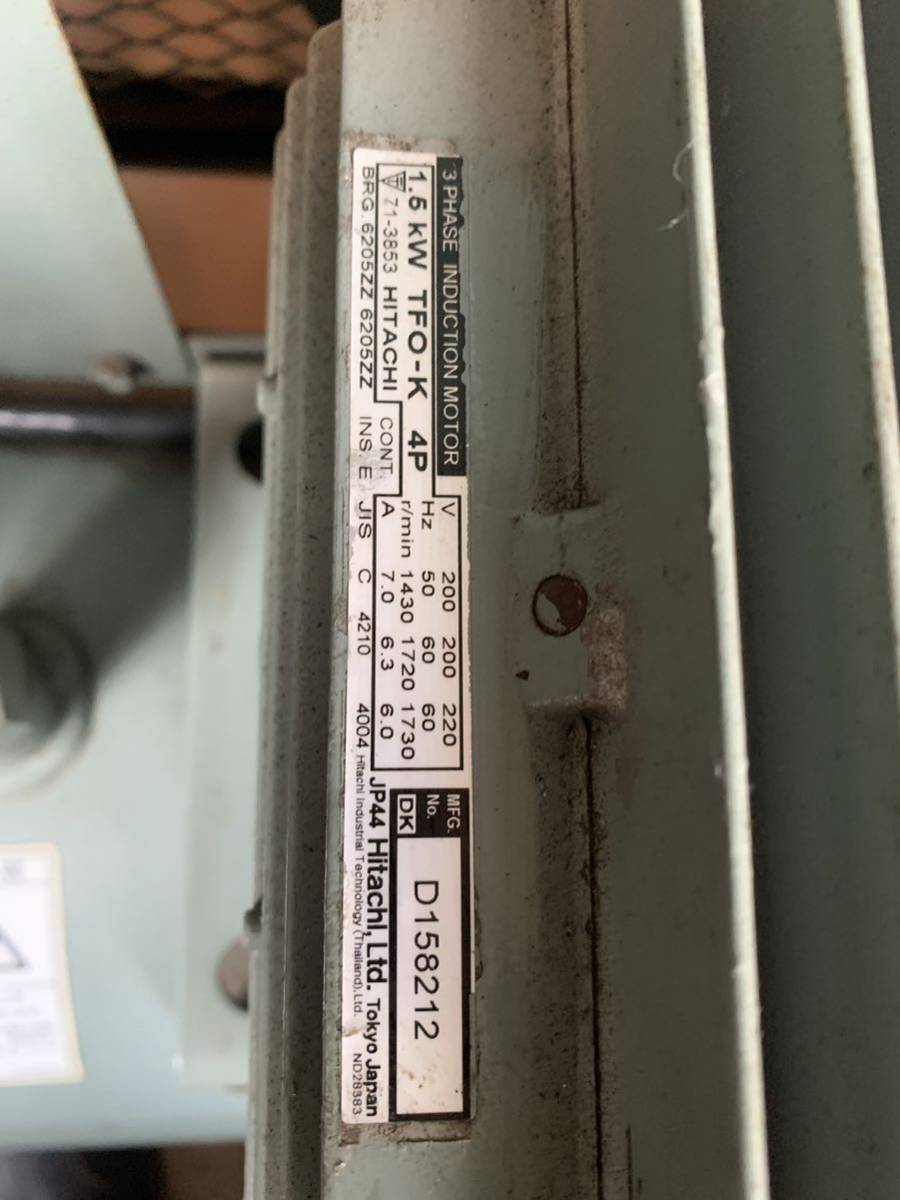 3 PHASE INDUCTION MOTOR
1.5 kW TFO-K 4P
71-3853 HITACHI
CONT.
BRG. 6205ZZ 6205ZZ INS E JIS C 4210 4004
V 200 200 220
Hz 50 60 60
r/min 1430 1720 1730
A 7.0 6.3 6.0
MFG. No. DK D158212
JP44 Hitachi, Ltd. Tokyo Japan
Hitachi Industrial Technology (Thailand), Ltd. ND28383